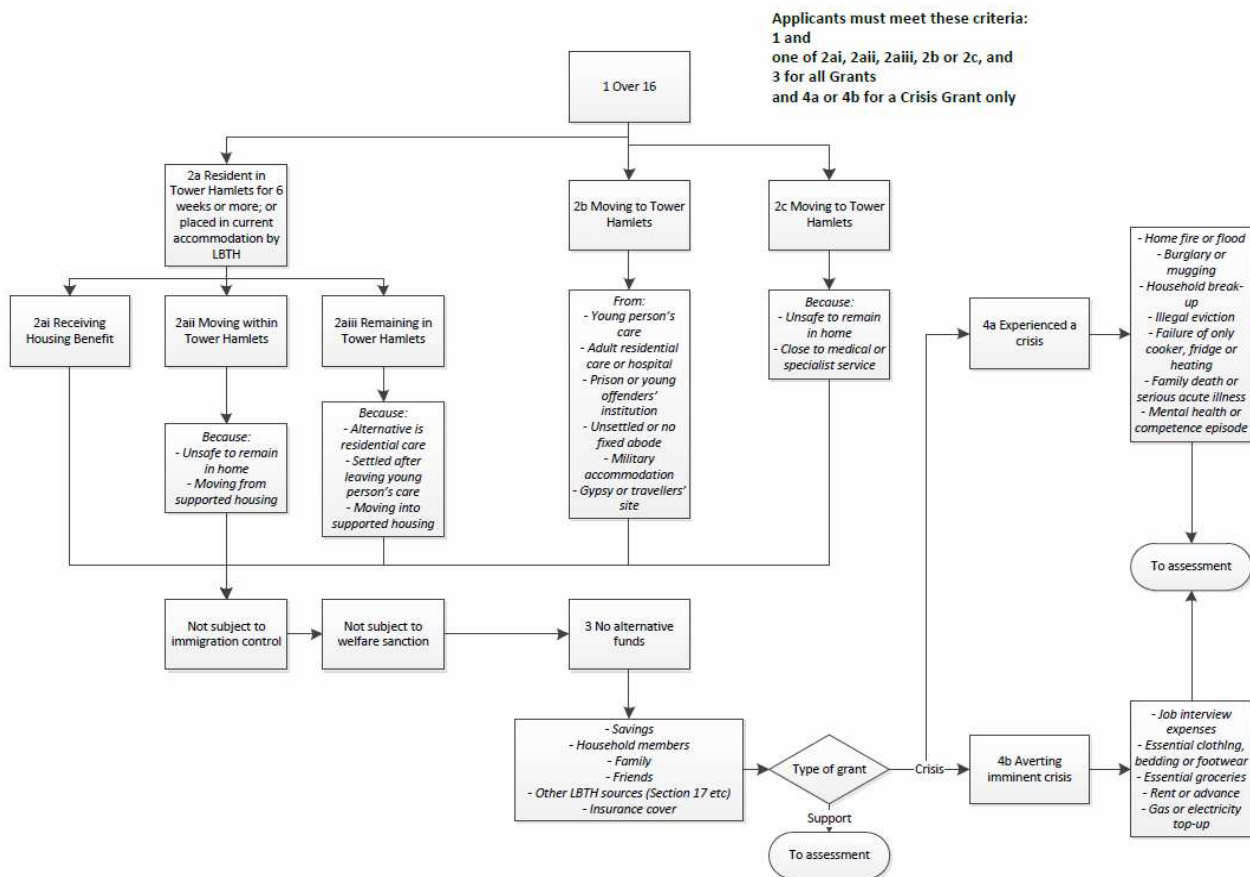 Applicants must meet these criteria:
1 and
one of 2ai, 2aii, 2aiii, 2b or 2c, and
3 for all Grants
and 4a or 4b for a Crisis Grant only
1 Over 16
2a Resident in
Tower Hamlets for 6
weeks or more; or
placed in current
accommodation by
LBTH
2b Moving to Tower
Hamlets
2c Moving to Tower
Hamlets
2ai Receiving
Housing Benefit
2aii Moving within
Tower Hamlets
2aiii Remaining in
Tower Hamlets
Because:
- Unsafe to remain
in home
- Moving from
supported housing
Because:
- Alternative is
residential care
- Settled after
leaving young
person's care
- Moving into
supported housing
From:
- Young person's
care
- Adult residential
care or hospital
- Prison or young
offenders'
institution
- Unsettled or no
fixed abode
- Military
accommodation
- Gypsy or travellers'
site
Because:
- Unsafe to remain
in home
- Close to medical or
specialist service
4a Experienced a
crisis
- Home fire or flood
- Burglary or
mugging
- Household break-
up
- Illegal eviction
- Failure of only
cooker, fridge or
heating
- Family death or
serious acute illness
- Mental health or
competence episode
To assessment
Not subject to
immigration control
Not subject to
welfare sanction
3 No alternative
funds
- Savings
- Household members
- Family
- Friends
- Other LBTH sources (Section 17 etc)
- Insurance cover
Type of grant
Crisis
Support
To assessment
4b Averting
imminent crisis
- Job interview
expenses
- Essential clothing,
bedding or footwear
- Essential groceries
- Rent or advance
- Gas or electricity
top-up